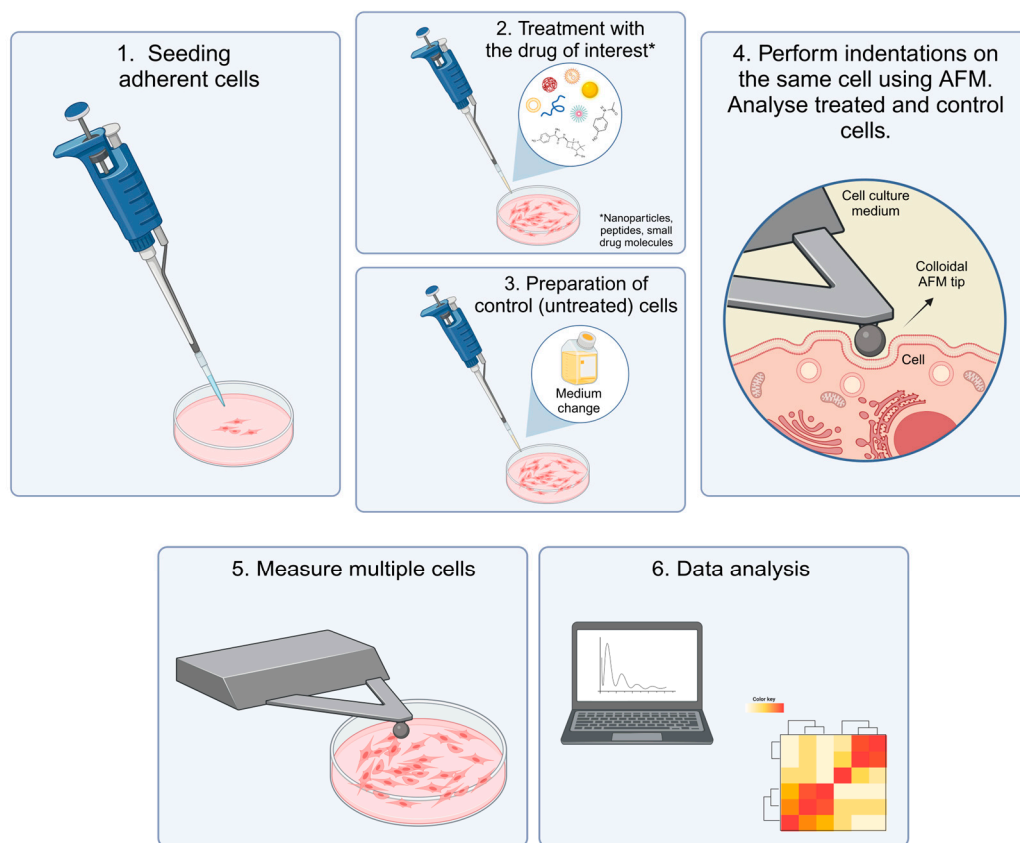 1. Seeding
adherent cells
2. Treatment with
the drug of interest*
*Nanoparticles,
peptides, small
drug molecules
3. Preparation of
control (untreated) cells
Medium
change
4. Perform indentations on
the same cell using AFM.
Analyse treated and control
cells.
Cell culture
medium
Colloidal
AFM tip
Cell
5. Measure multiple cells
6. Data analysis
Color key